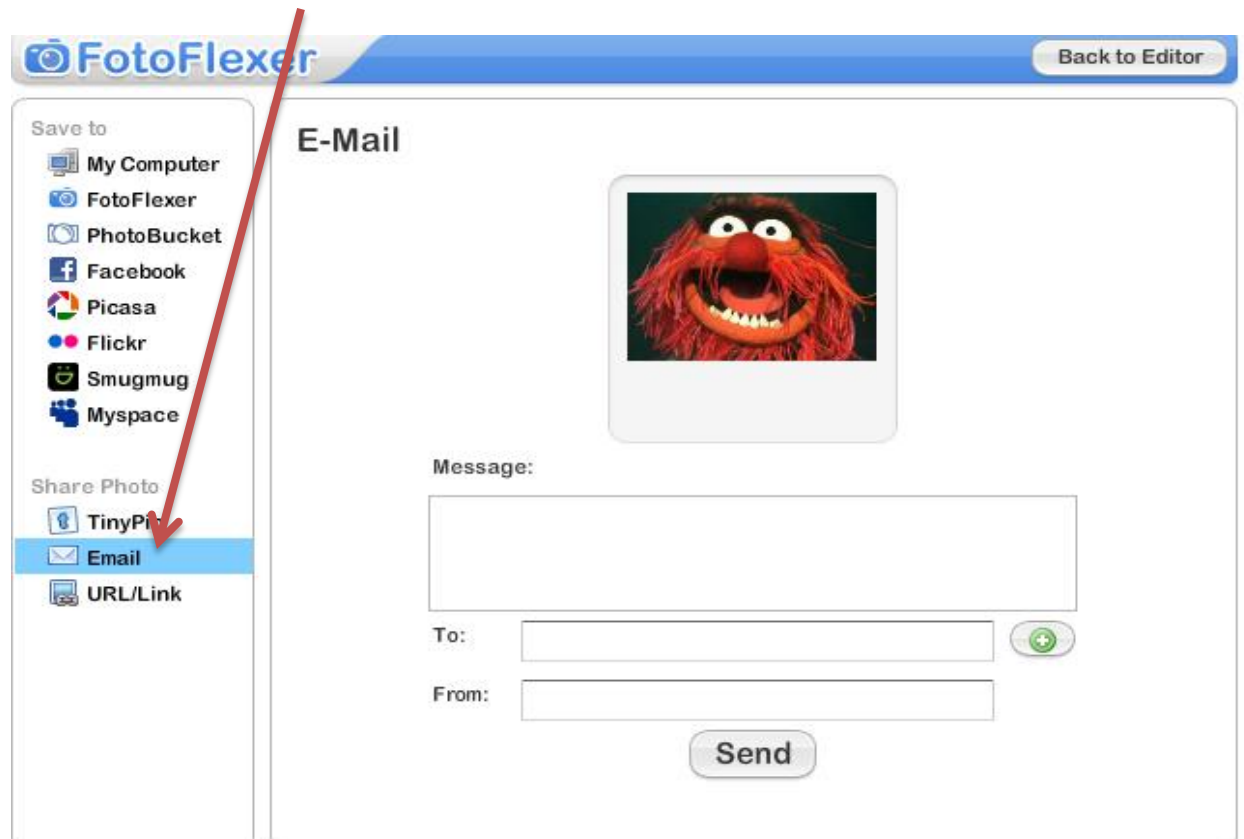 FotoFlexer
Back to Editor
Save to
My Computer
FotoFlexer
PhotoBucket
Facebook
Picasa
Flickr
Smugmug
Myspace
Share Photo
TinyPic
Email
URL/Link
E-Mail
Message:
To:
From:
Send